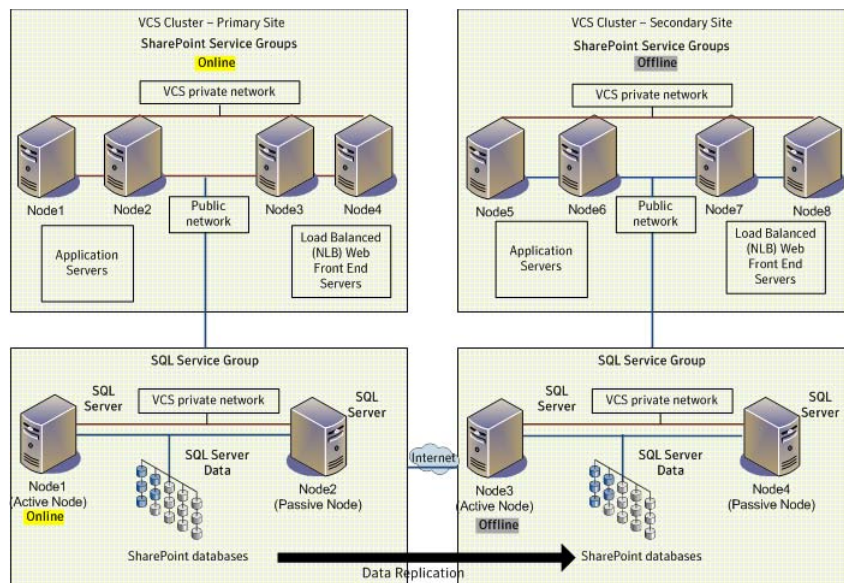 VCS Cluster – Primary Site
SharePoint Service Groups
Online
VCS private network
Node1
Node2
Node3
Node4
Public
network
Application
Servers
Load Balanced
(NLB) Web
Front End
Servers
VCS Cluster – Secondary Site
SharePoint Service Groups
Offline
VCS private network
Node5
Node6
Node7
Node8
Public
network
Application
Servers
Load Balanced
(NLB) Web
Front End
Servers
SQL Service Group
SQL
Server
VCS private network
SQL
Server
SQL Server
Data
Node1
(Active Node)
Online
Node2
(Passive Node)
SharePoint databases
Internet
SQL Service Group
SQL
Server
VCS private network
SQL
Server
SQL Server
Data
Node3
(Active Node)
Offline
Node4
(Passive Node)
SharePoint databases
Data Replication